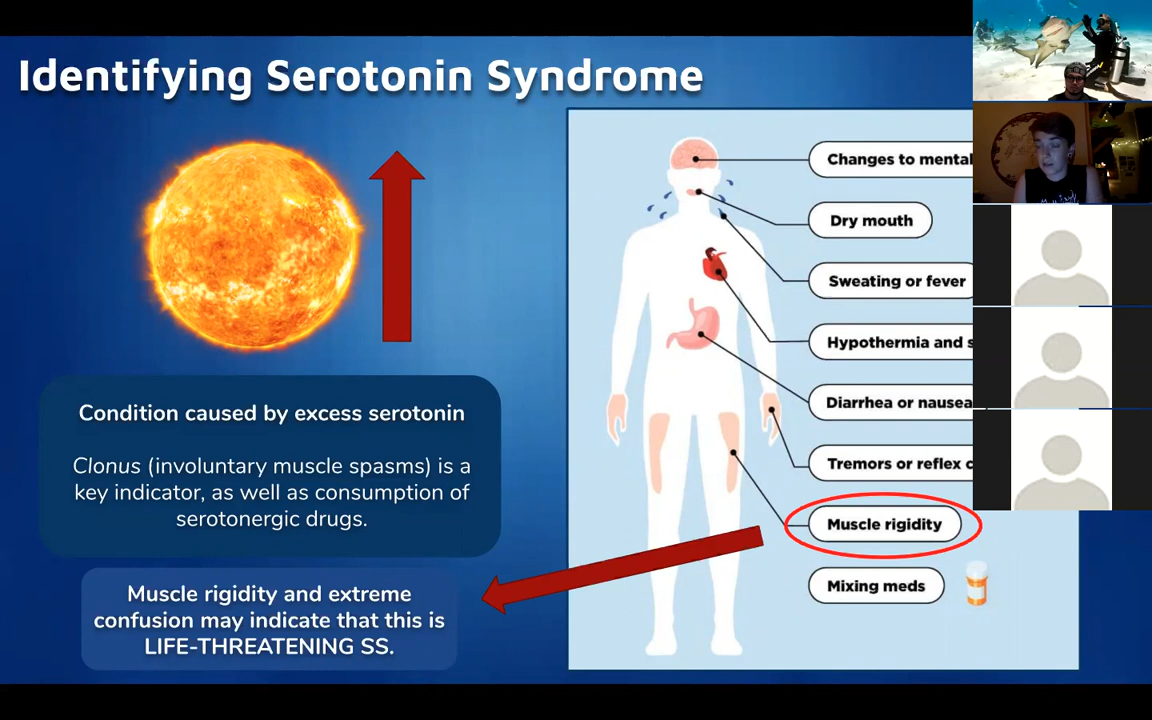 Identifying Serotonin Syndrome
Condition caused by excess serotonin
Clonus (involuntary muscle spasms) is a
key indicator, as well as consumption of
serotonergic drugs.
Muscle rigidity and extreme
confusion may indicate that this is
LIFE-THREATENING SS.
Changes to mental
Dry mouth
Sweating or fever
Hypothermia and s
Diarrhea or nausea
Tremors or reflex c
Muscle rigidity
Mixing meds